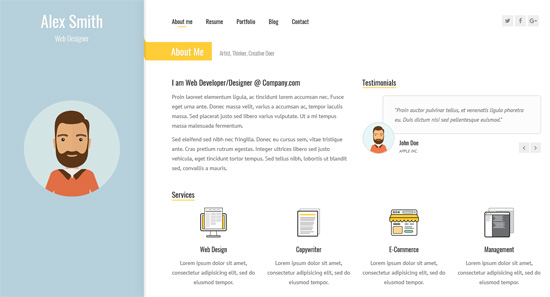 Alex Smith
Web Designer
About me Resume Portfolio Blog Contact
About Me
Artist, Thinker, Creative Doer
I am Web Developer/Designer @ Company.com
Proin laoreet elementum ligula, ac tincidunt lorem accumsan nec. Fusce
eget urna ante. Donec massa velit, varius a accumsan ac, tempor iaculis
massa. Sed placerat justo sed libero varius vulputate. Ut a mi tempus
massa malesuada fermentum.
Sed eleifend sed nibh nec fringilla. Donec eu cursus sem, vitae tristique
ante. Cras pretium rutrum egestas. Integer ultrices libero sed justo
vehicula, eget tincidunt tortor tempus. Sed tellus nibh, lobortis ut blandit
sed, convallis a mauris.
Testimonials
"Proin auctor pulvinar tellus, et venenatis ligula pharetra
eu. Duis dictum nisl sed pellentesque euismod."
John Doe
APPLE INC.
Services
Web Design
Lorem ipsum dolor sit amet,
consectetur adipisicing elit, sed do
eiusmod tempor.
Copywriter
Lorem ipsum dolor sit amet,
consectetur adipisicing elit, sed do
eiusmod tempor.
E-Commerce
Lorem ipsum dolor sit amet,
consectetur adipisicing elit, sed do
eiusmod tempor.
Management
Lorem ipsum dolor sit amet,
consectetur adipisicing elit, sed do
eiusmod tempor.